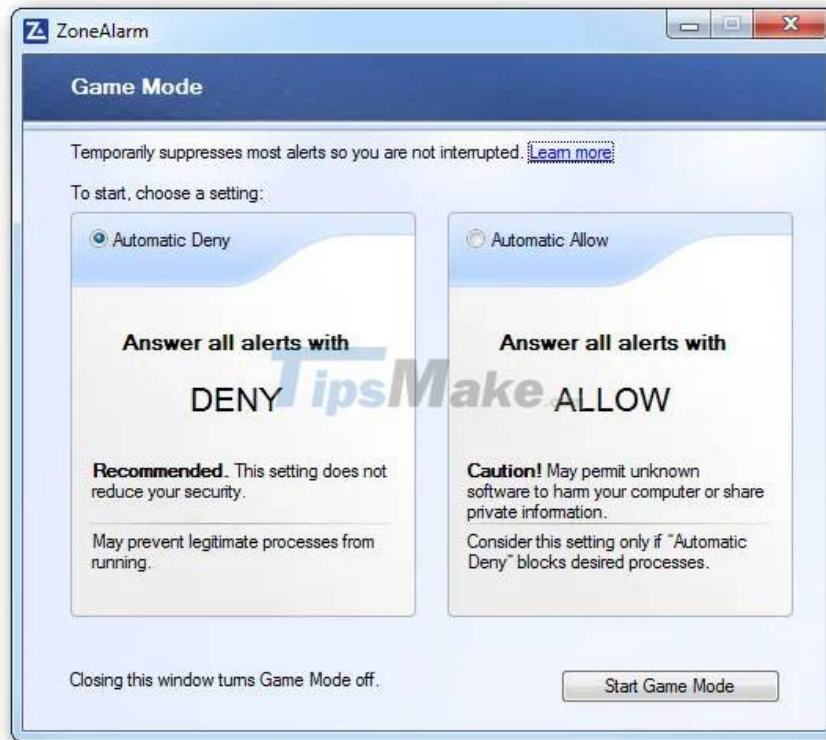 ZoneAlarm
Game Mode
Temporarily suppresses most alerts so you are not interrupted. Learn more
To start, choose a setting:
Automatic Deny
Answer all alerts with
DENY
Recommended. This setting does not
reduce your security.
May prevent legitimate processes from
running.
Automatic Allow
Answer all alerts with
ALLOW
Caution! May permit unknown
software to harm your computer or share
private information.
Consider this setting only if "Automatic
Deny" blocks desired processes.
TipsMake
Closing this window turns Game Mode off.
Start Game Mode